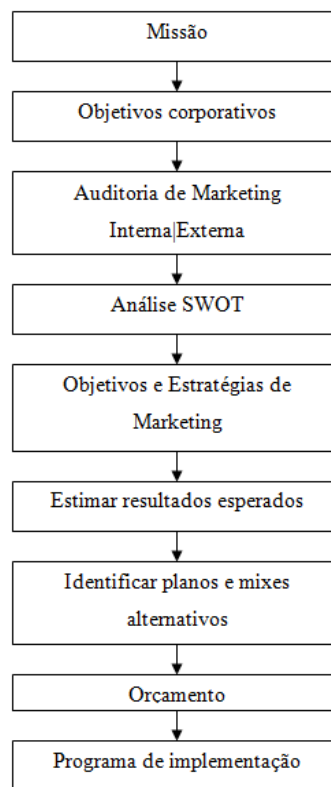 Missão
Objetivos corporativos
Auditoria de Marketing
Interna|Externa
Análise SWOT
Objetivos e Estratégias de
Marketing
Estimar resultados esperados
Identificar planos e mixes
alternativos
Orçamento
Programa de implementação